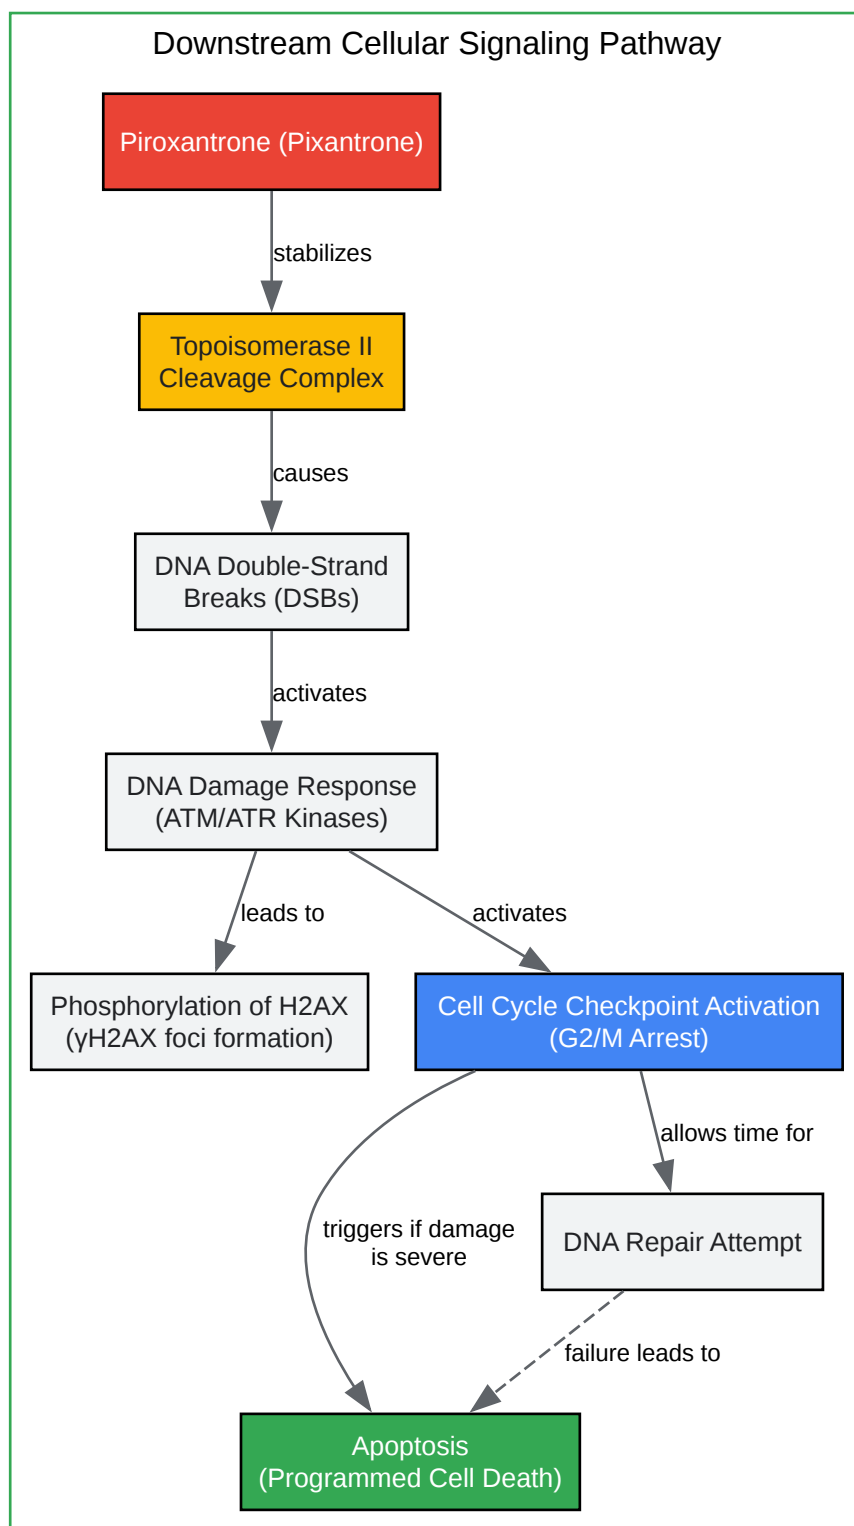 Downstream Cellular Signaling Pathway
Piroxantrone (Pixantrone)
stabilizes
Topoisomerase II
Cleavage Complex
causes
DNA Double-Strand
Breaks (DSBs)
activates
DNA Damage Response
(ATM/ATR Kinases)
leads to
activates
Phosphorylation of H2AX
(γH2AX foci formation)
Cell Cycle Checkpoint Activation
(G2/M Arrest)
allows time for
triggers if damage
is severe
DNA Repair Attempt
failure leads to
Apoptosis
(Programmed Cell Death)